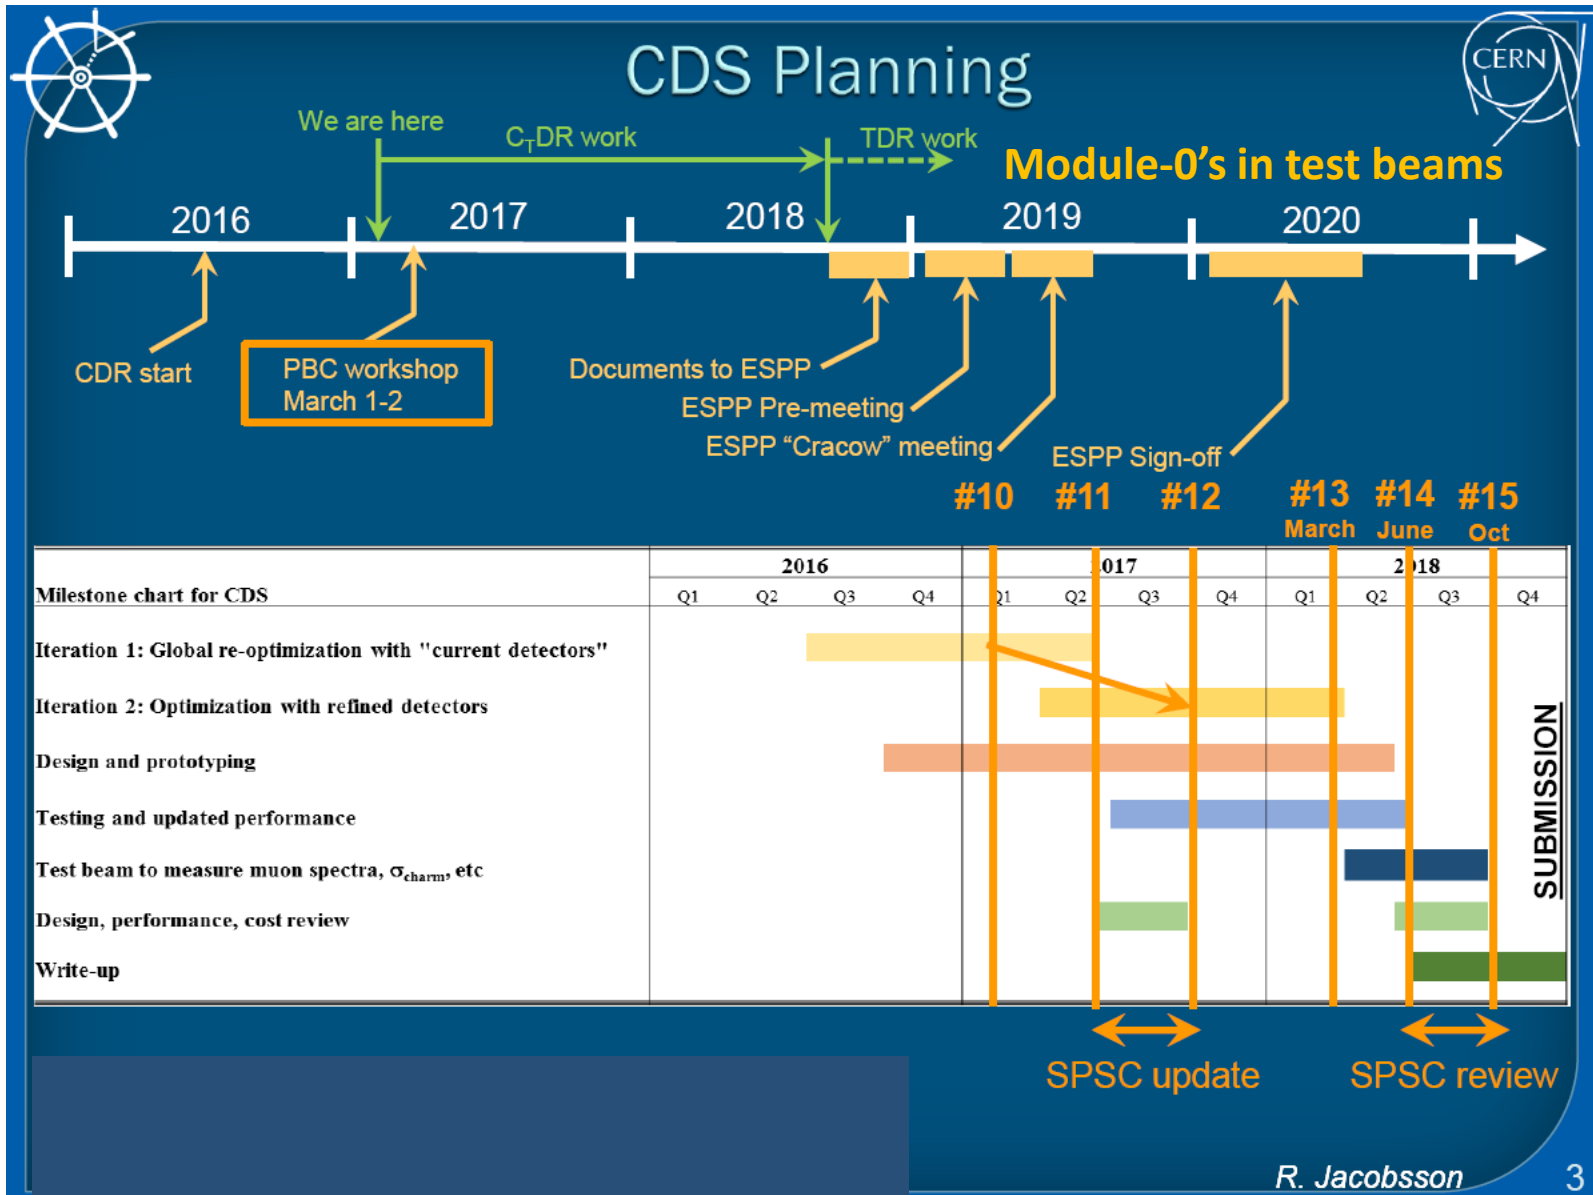 CDS Planning
CERN
We are here
CTDR work
TDR work
Module-0’s in test beams
2016
2017
2018
2019
2020
CDR start
PBC workshop
March 1-2
Documents to ESPP
ESPP Pre-meeting
ESPP “Cracow” meeting
ESPP Sign-off
#10
#11
#12
#13
March
#14
June
#15
Oct
2016
2017
2018
Milestone chart for CDS
Q1 Q2 Q3 Q4 Q1 Q2 Q3 Q4 Q1 Q2 Q3 Q4
Iteration 1: Global re-optimization with "current detectors"
Iteration 2: Optimization with refined detectors
Design and prototyping
Testing and updated performance
Test beam to measure muon spectra, σcharm, etc
Design, performance, cost review
Write-up
SUBMISSION
SPSC update
SPSC review
R. Jacobsson
3